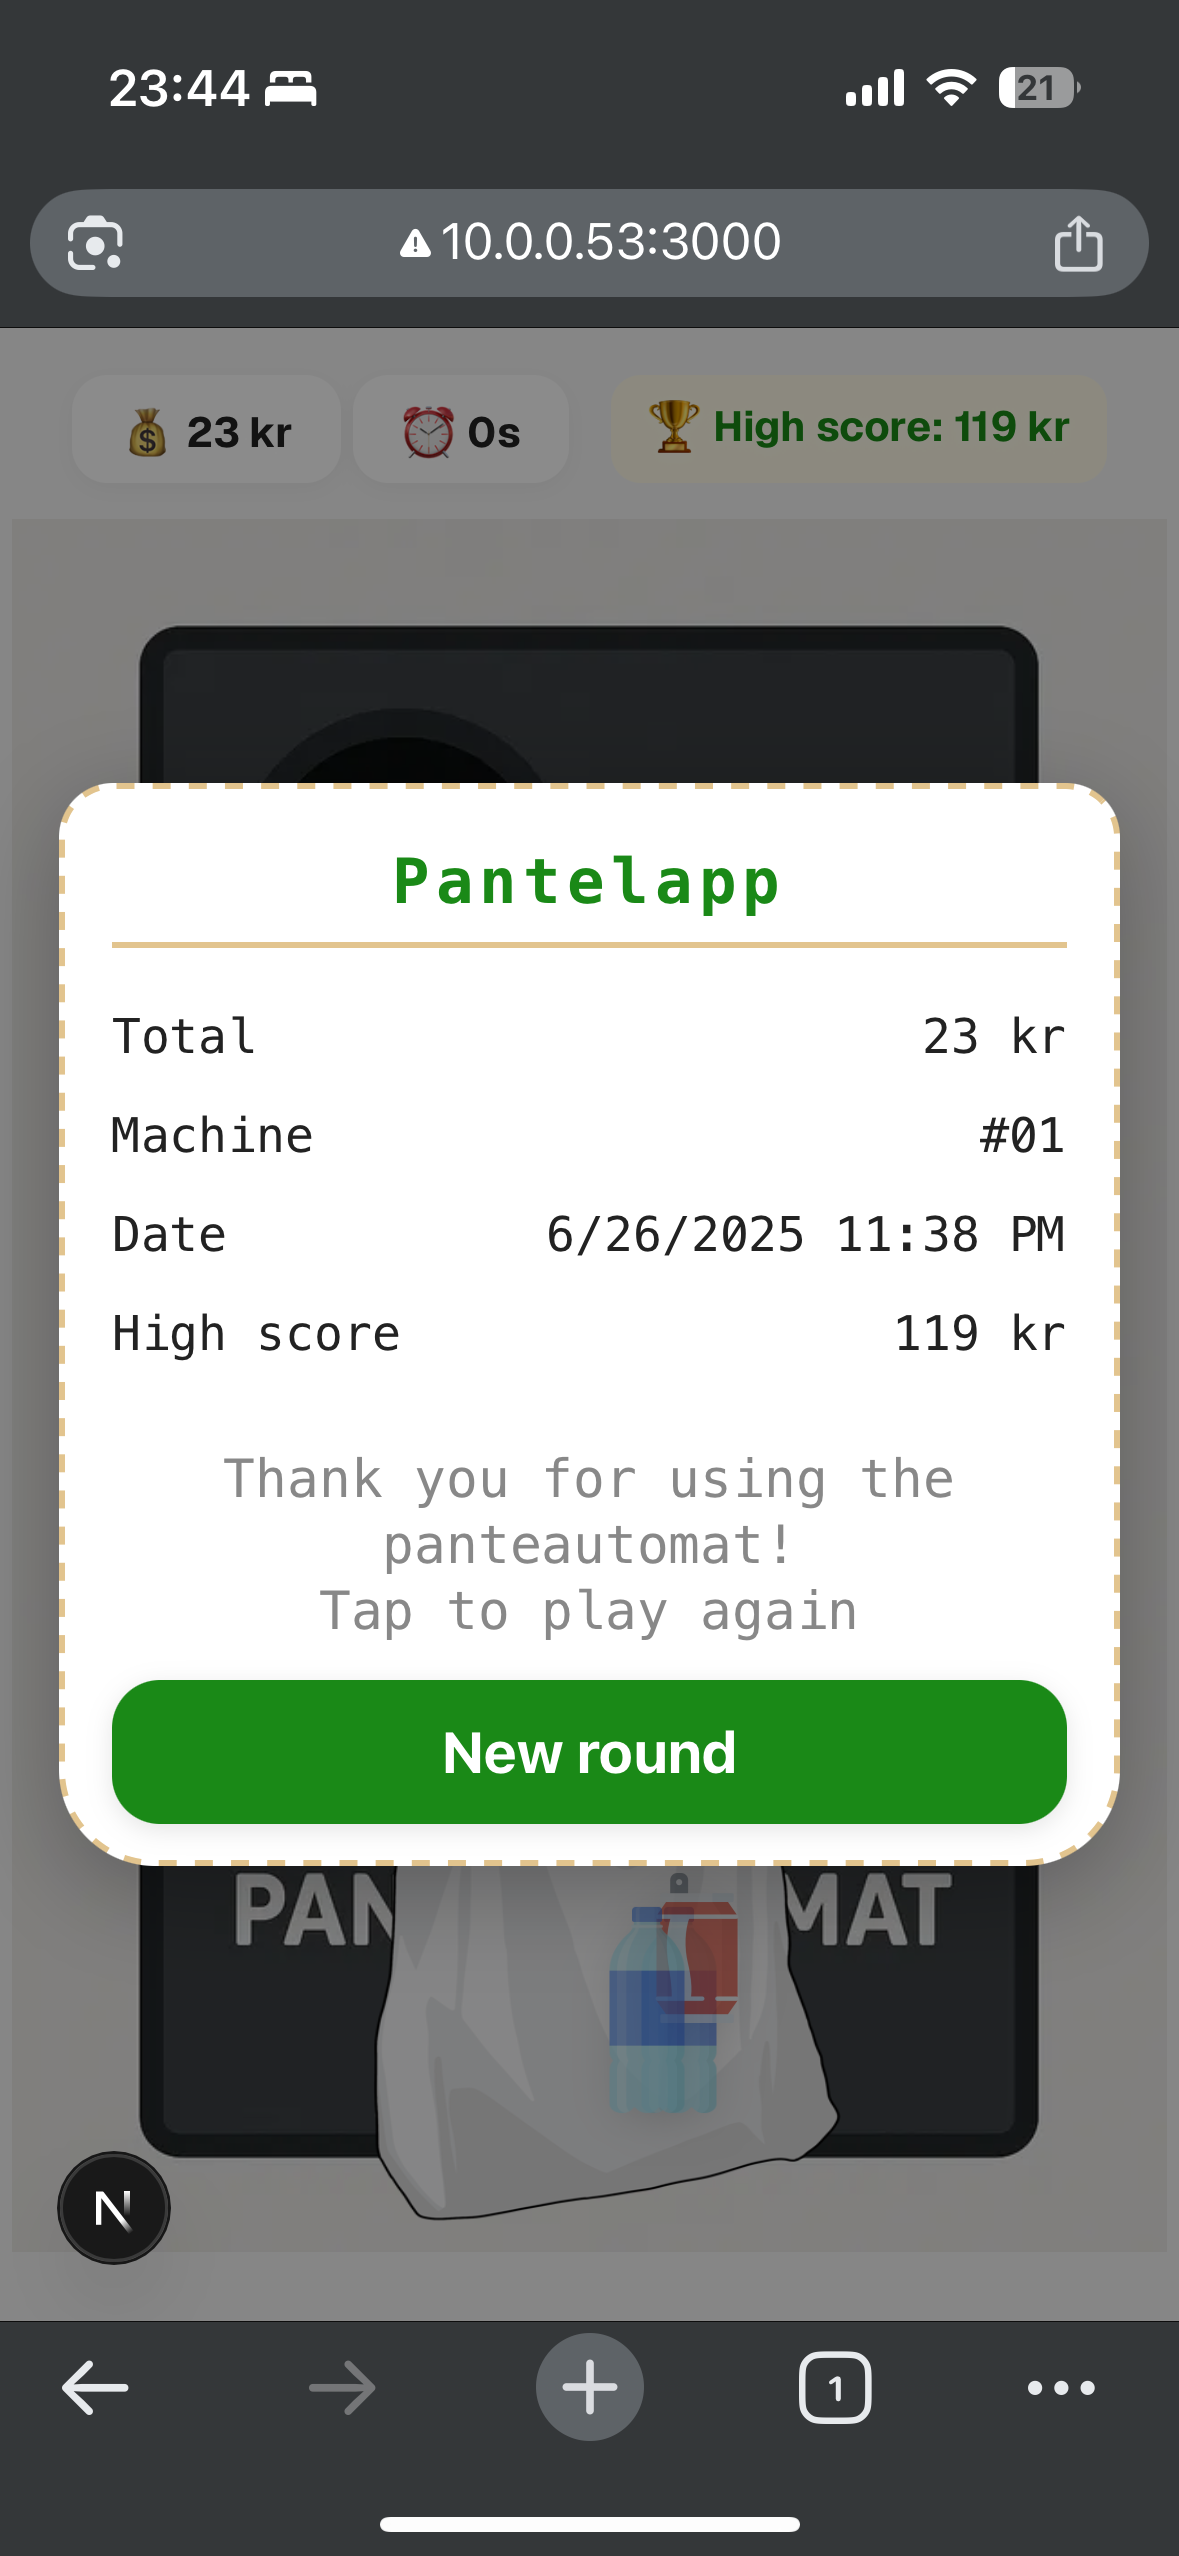 23:44
21
10.0.0.53:3000
23 kr
0s
High score: 119 kr
Pantelapp
Total 23 kr
Machine #01
Date 6/26/2025 11:38 PM
High score 119 kr
Thank you for using the
panteautomat!
Tap to play again
New round
PAN MAT
N
1